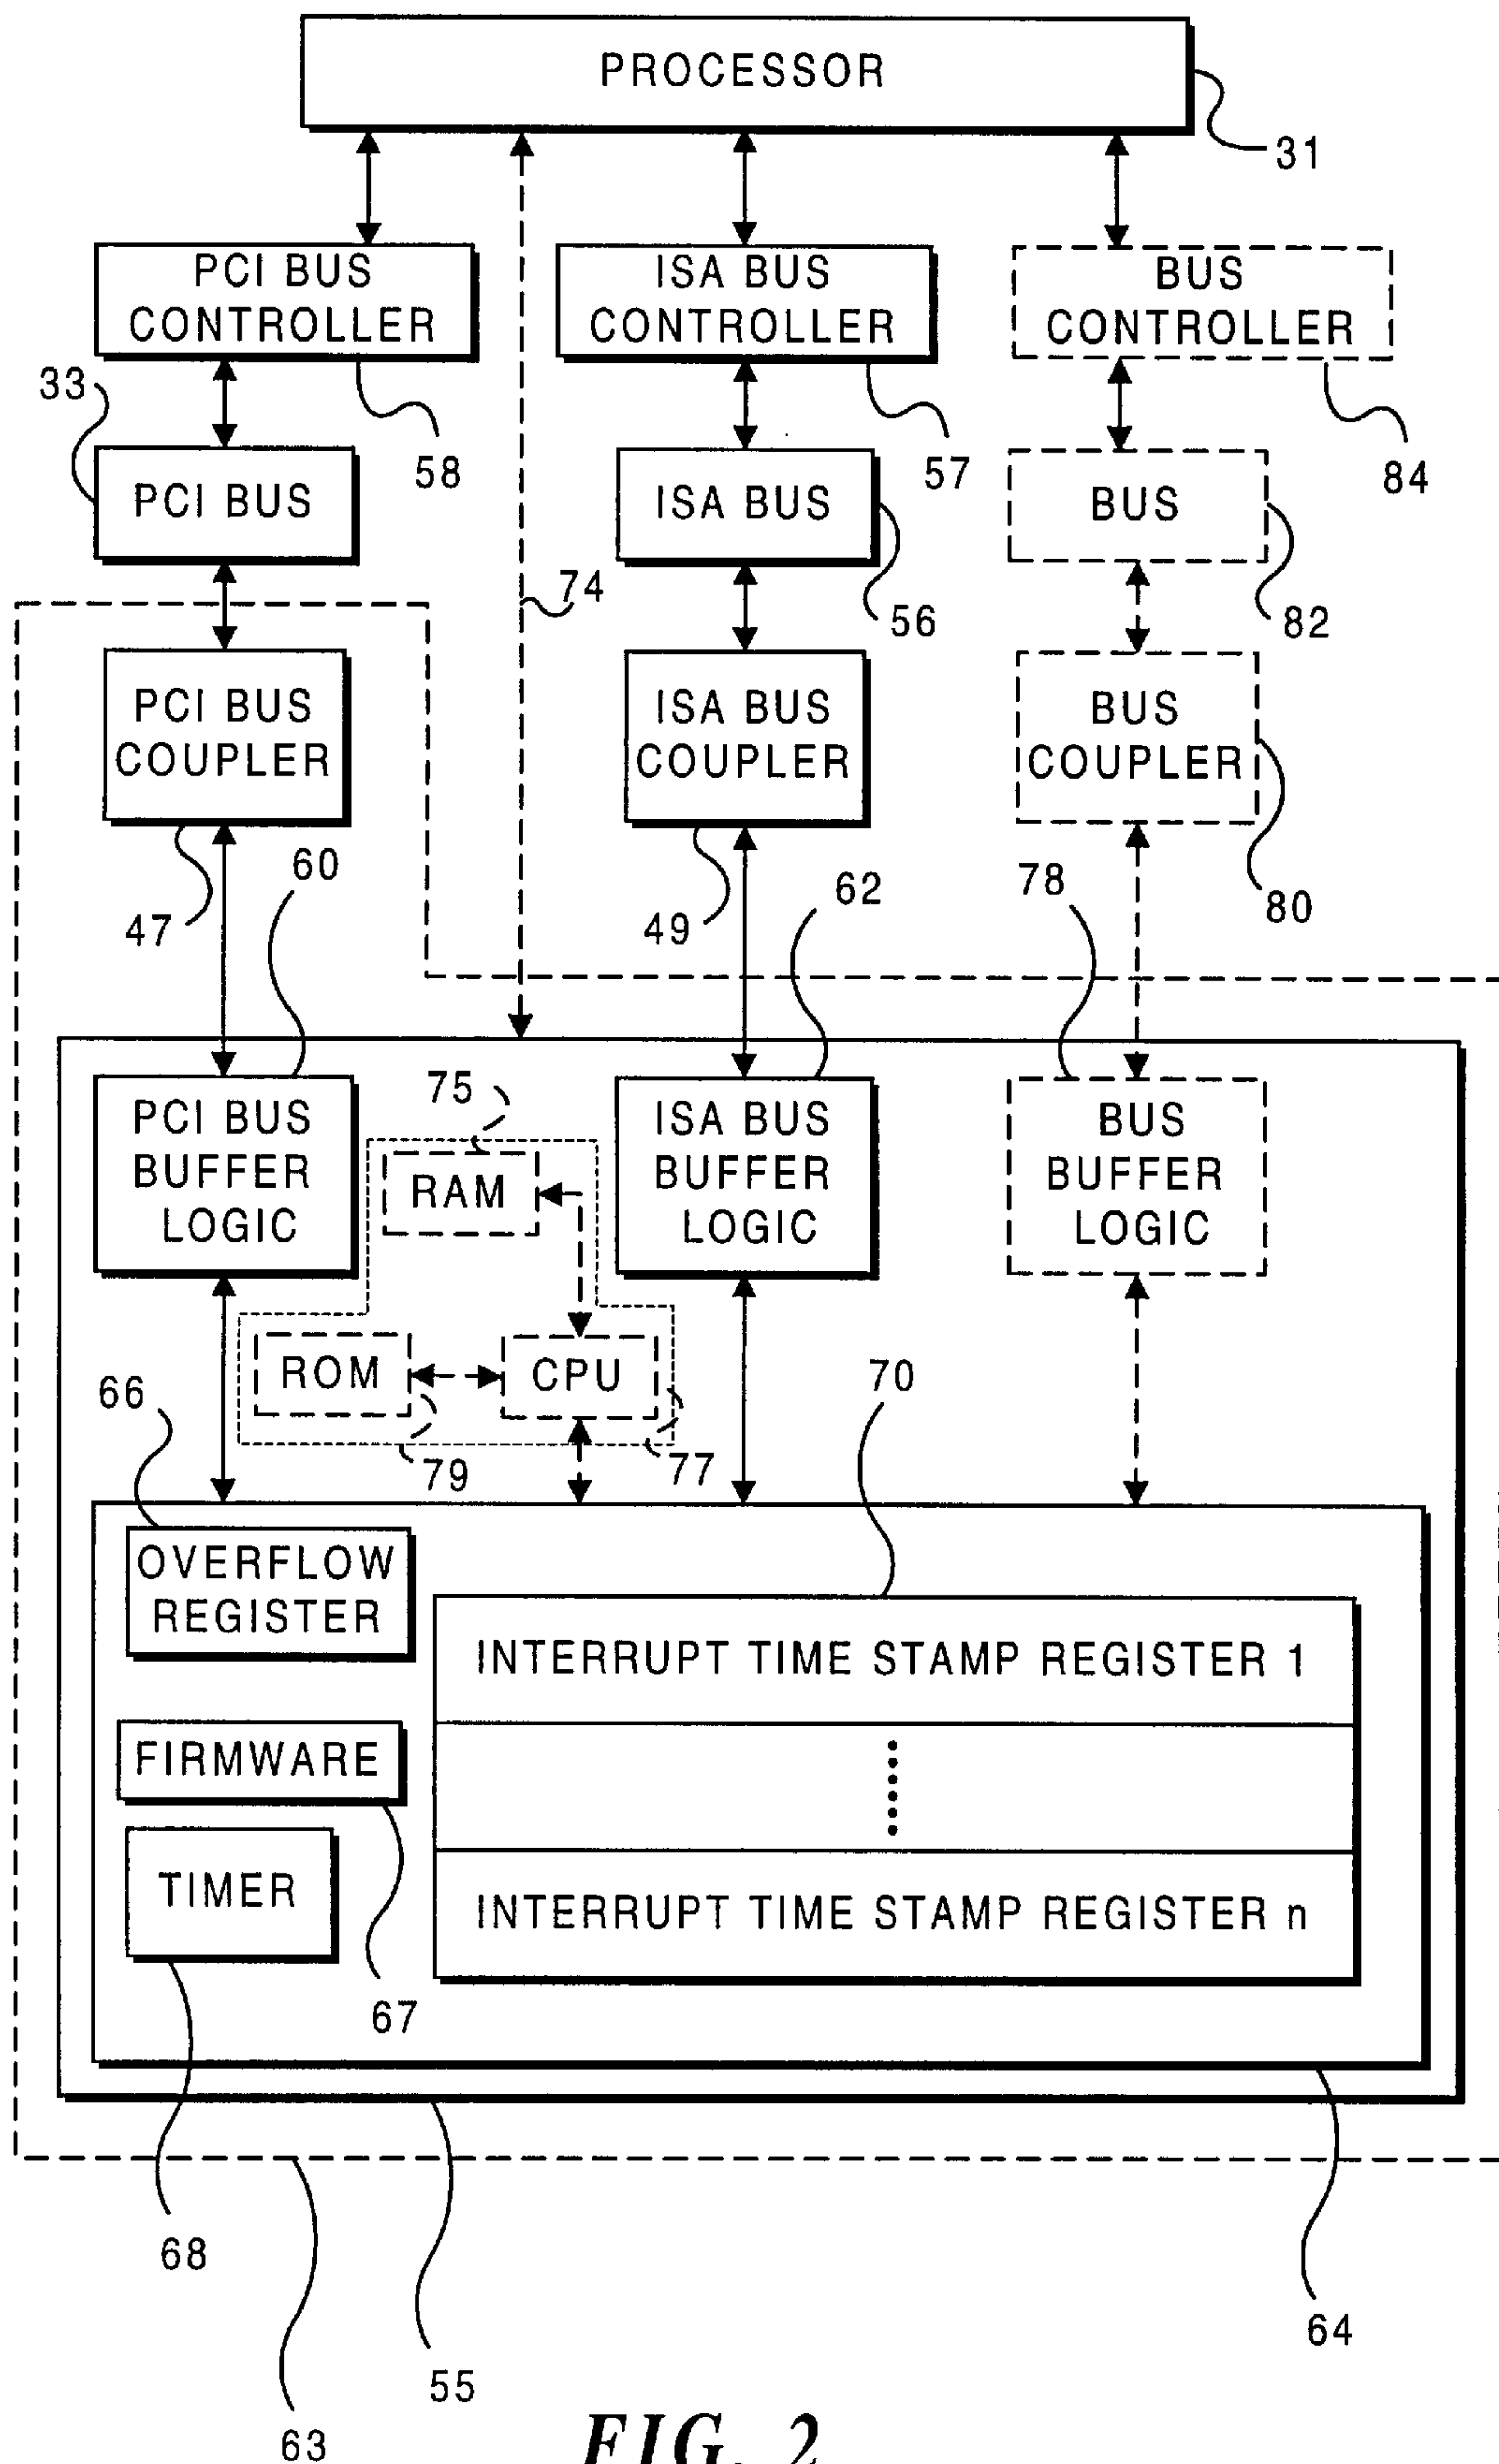 PROCESSOR
31
PCI BUS
CONTROLLER
ISA BUS
CONTROLLER
BUS
CONTROLLER
33
58
57
84
PCI BUS
ISA BUS
BUS
74
56
82
PCI BUS
COUPLER
ISA BUS
COUPLER
BUS
COUPLER
47
60
49
62
78
80
PCI BUS
BUFFER
LOGIC
75
RAM
ISA BUS
BUFFER
LOGIC
BUS
BUFFER
LOGIC
ROM
CPU
66
79
77
70
OVERFLOW
REGISTER
INTERRUPT TIME STAMP REGISTER 1
FIRMWARE
TIMER
INTERRUPT TIME STAMP REGISTER n
67
68
64
55
63
FIG. 2